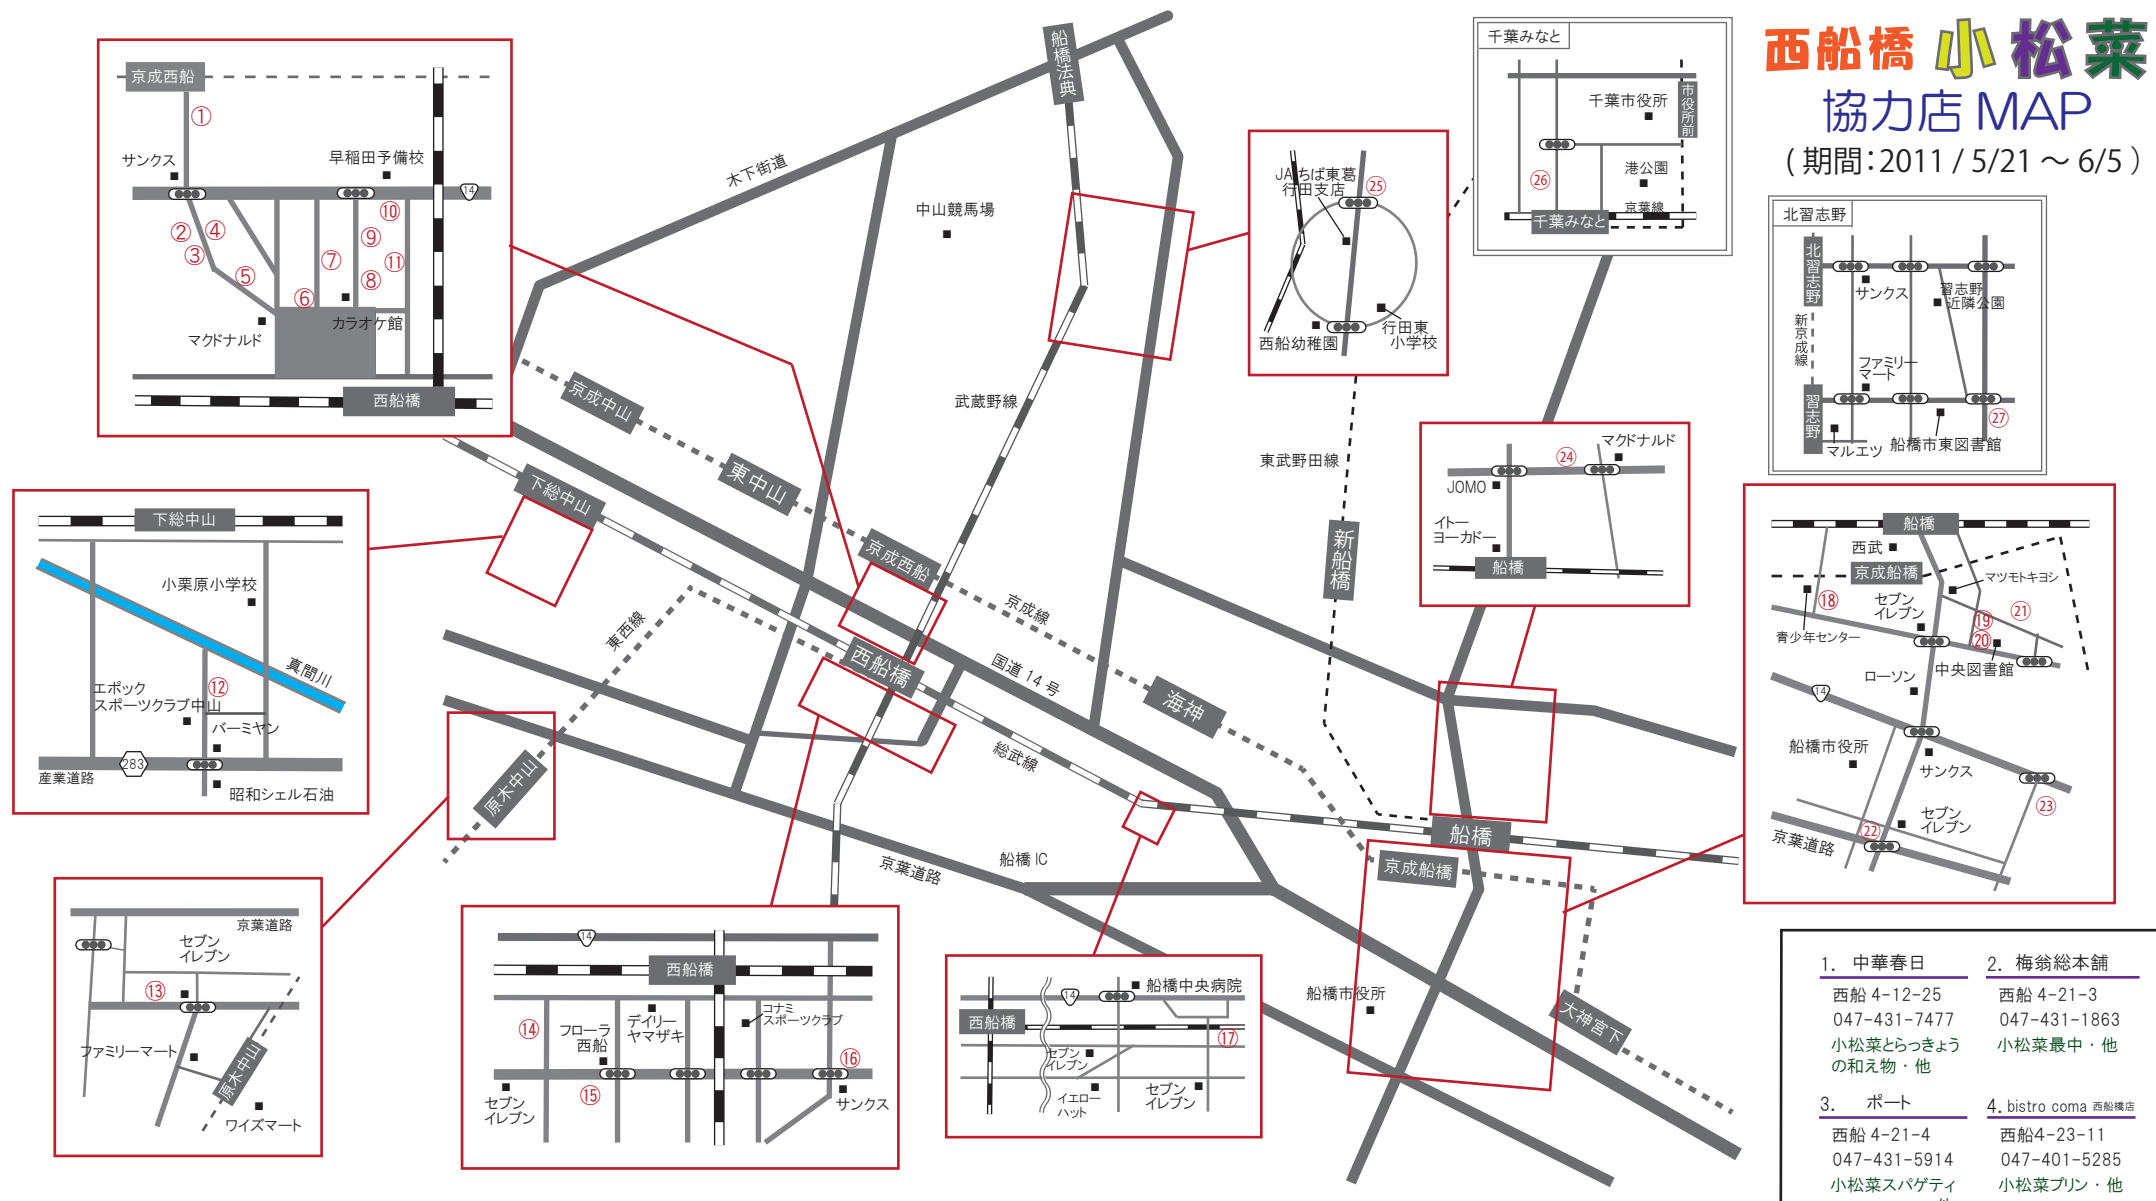 西船橋 小松菜
協力店 MAP
( 期間：2011 / 5/21 〜 6/5 )
京成西船
①
サンクス
早稲田予備校
14
②
③
④
⑤
⑥
⑦
⑧
⑨
⑩
⑪
カラオケ館
マクドナルド
西船橋
船橋法典
木下街道
中山競馬場
武蔵野線
京成中山
東中山
下総中山
京成西船
東西線
西船橋
京成線
国道 14 号
海神
総武線
原木中山
京葉道路
船橋 IC
東武野田線
新船橋
船橋
京成船橋
船橋市役所
大神宮下
千葉みなと
千葉市役所
市役所前
港公園
京葉線
㉖
千葉みなと
JAちば東葛
行田支店
㉕
西船幼稚園
行田東
小学校
北習志野
北習志野
サンクス
習志野
近隣公園
新京成線
ファミリー
マート
習志野
マルエツ
船橋市東図書館
㉗
マクドナルド
㉔
JOMO
イトー
ヨーカドー
船橋
下総中山
小栗原小学校
真間川
⑫
エポック
スポーツクラブ中山
バーミヤン
283
産業道路
昭和シェル石油
船橋
西武
京成船橋
マツモトキヨシ
⑱
セブン
イレブン
⑲
⑳
㉑
青少年センター
中央図書館
ローソン
14
船橋市役所
サンクス
㉓
セブン
イレブン
㉒
京葉道路
京葉道路
セブン
イレブン
⑬
ファミリーマート
原木中山
ワイズマート
14
西船橋
⑭
フローラ
西船
デイリー
ヤマザキ
コナミ
スポーツクラブ
⑯
⑮
セブン
イレブン
サンクス
船橋中央病院
14
西船橋
⑰
セブン
イレブン
イエロー
ハット
セブン
イレブン
1. 中華春日
西船 4-12-25
047-431-7477
小松菜とらっきょう
の和え物・他
2. 梅翁総本舗
西船 4-21-3
047-431-1863
小松菜最中・他
3. ポート
西船 4-21-4
047-431-5914
小松菜スパゲティ
4. bistro coma 西船橋店
西船4-23-11
047-401-5285
小松菜プリン・他